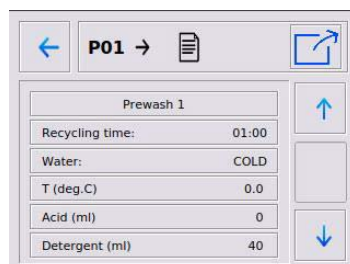 P01 →
Prewash 1
Recycling time: 01:00
Water: COLD
T (deg.C) 0.0
Acid (ml) 0
Detergent (ml) 40